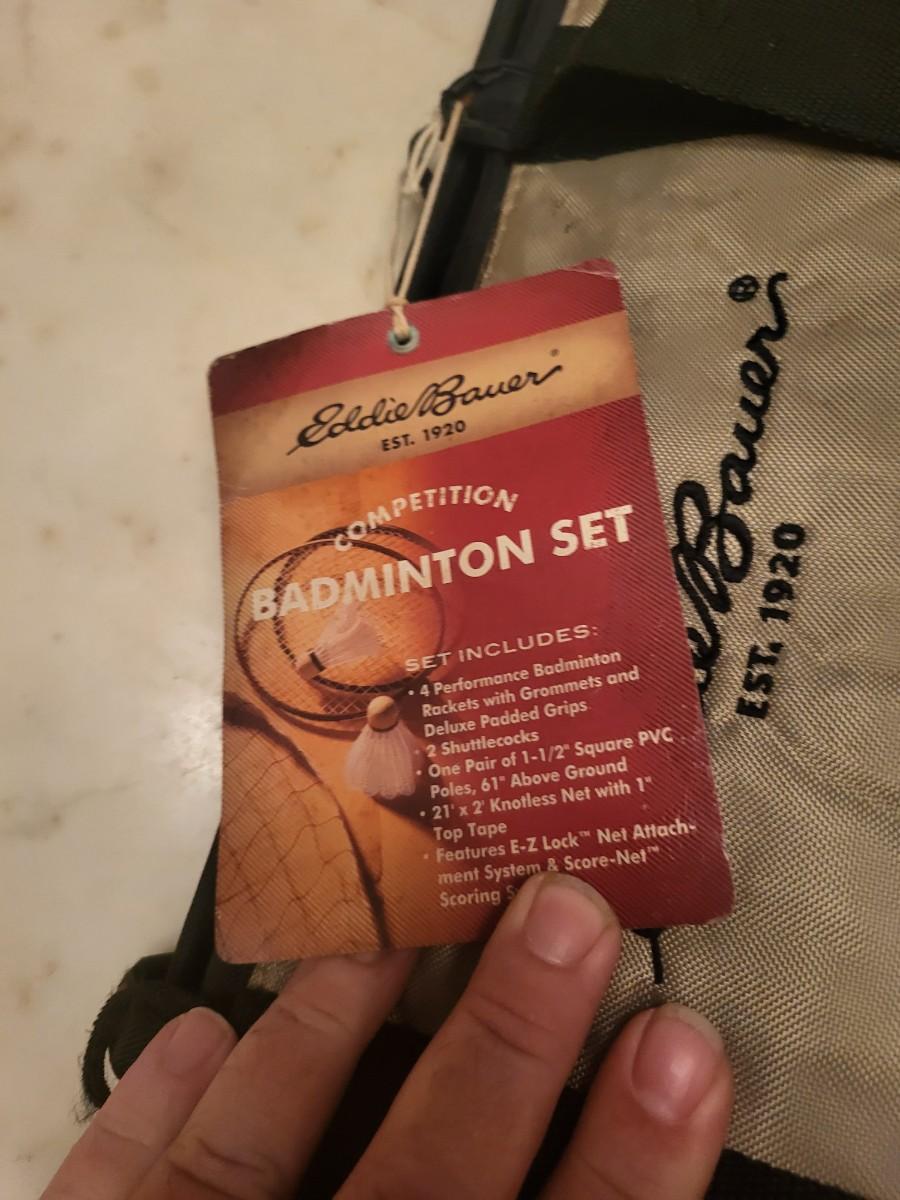 Eddie Bauer®
EST. 1920
COMPETITION
BADMINTON SET
SET INCLUDES:
• 4 Performance Badminton
Rackets with Grommets and
Deluxe Padded Grips
• 2 Shuttlecocks
• One Pair of 1-1/2" Square PVC
Poles, 61" Above Ground
• 21' x 2' Knotless Net with 1"
Top Tape
• Features E-Z Lock™ Net Attach-
ment System & Score-Net™
Scoring
Bauer®
EST. 1920